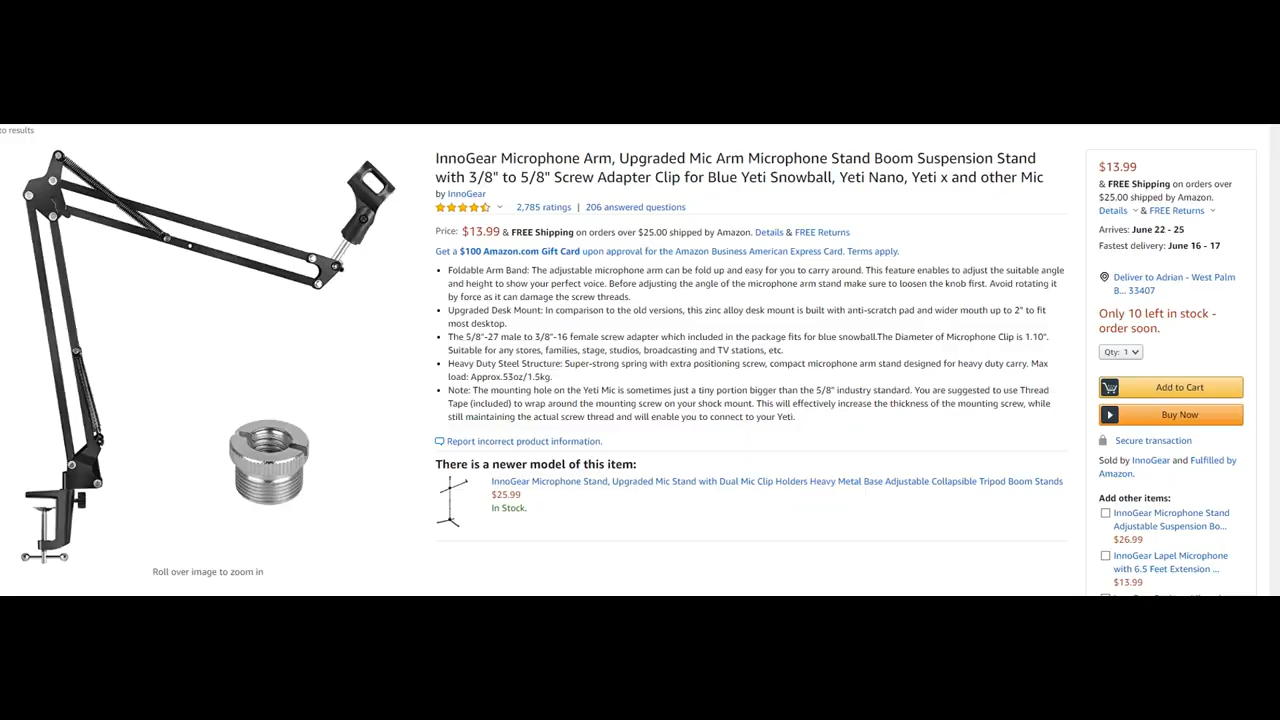 to results
InnoGear Microphone Arm, Upgraded Mic Arm Microphone Stand Boom Suspension Stand
with 3/8" to 5/8" Screw Adapter Clip for Blue Yeti Snowball, Yeti Nano, Yeti x and other Mic
by InnoGear
2,785 ratings | 206 answered questions
Price: $13.99 & FREE Shipping on orders over $25.00 shipped by Amazon. Details & FREE Returns
Get a $100 Amazon.com Gift Card upon approval for the Amazon Business American Express Card. Terms apply.
• Foldable Arm Band: The adjustable microphone arm can be fold up and easy for you to carry around. This feature enables to adjust the suitable angle
and height to show your perfect voice. Before adjusting the angle of the microphone arm stand make sure to loosen the knob first. Avoid rotating it
by force as it can damage the screw threads.
• Upgraded Desk Mount: In comparison to the old versions, this zinc alloy desk mount is built with anti-scratch pad and wider mouth up to 2" to fit
most desktop.
• The 5/8"-27 male to 3/8"-16 female screw adapter which included in the package fits for blue snowball.The Diameter of Microphone Clip is 1.10".
Suitable for any stores, families, stage, studios, broadcasting and TV stations, etc.
• Heavy Duty Steel Structure: Super-strong spring with extra positioning screw, compact microphone arm stand designed for heavy duty carry. Max
load: Approx.53oz/1.5kg.
• Note: The mounting hole on the Yeti Mic is sometimes just a tiny portion bigger than the 5/8" industry standard. You are suggested to use Thread
Tape (included) to wrap around the mounting screw on your shock mount. This will effectively increase the thickness of the mounting screw, while
still maintaining the actual screw thread and will enable you to connect to your Yeti.
Report incorrect product information.
There is a newer model of this item:
InnoGear Microphone Stand, Upgraded Mic Stand with Dual Mic Clip Holders Heavy Metal Base Adjustable Collapsible Tripod Boom Stands
$25.99
In Stock.
Roll over image to zoom in
$13.99
& FREE Shipping on orders over
$25.00 shipped by Amazon.
Details & FREE Returns
Arrives: June 22 - 25
Fastest delivery: June 16 - 17
Deliver to Adrian - West Palm
B... 33407
Only 10 left in stock -
order soon.
Qty: 1
Add to Cart
Buy Now
Secure transaction
Sold by InnoGear and Fulfilled by
Amazon.
Add other items:
InnoGear Microphone Stand
Adjustable Suspension Bo...
$26.99
InnoGear Lapel Microphone
with 6.5 Feet Extension ...
$13.99